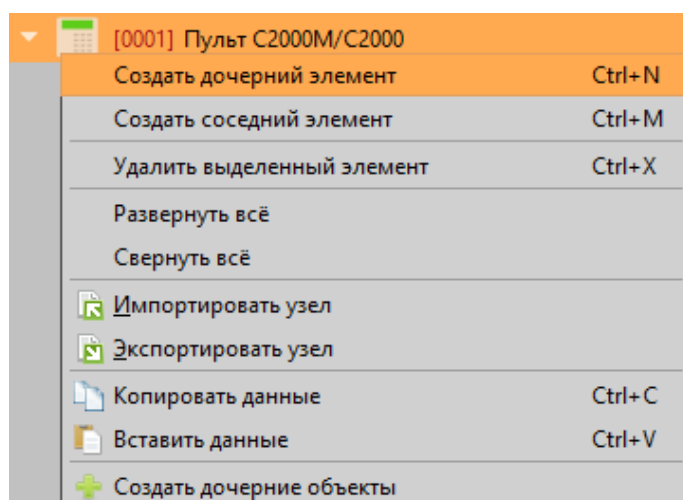 [0001] Пульт С2000М/С2000
Создать дочерний элемент Ctrl+N
Создать соседний элемент Ctrl+M
Удалить выделенный элемент Ctrl+X
Развернуть всё
Свернуть всё
Импортировать узел
Экспортировать узел
Копировать данные Ctrl+C
Вставить данные Ctrl+V
Создать дочерние объекты